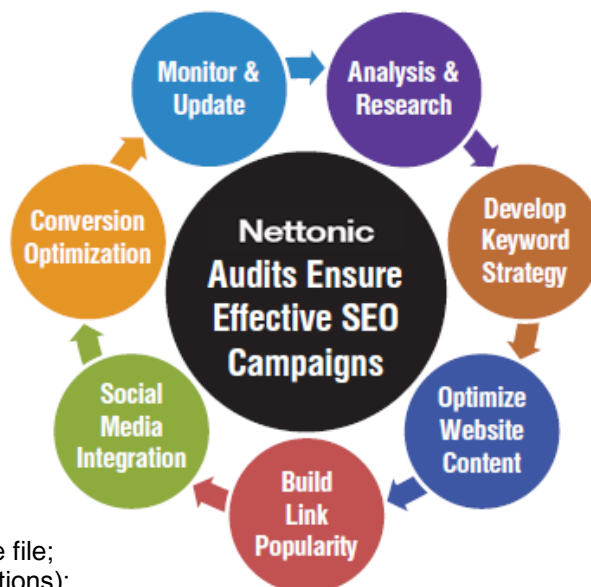 Monitor &
Update
Analysis &
Research
Develop
Keyword
Strategy
Optimize
Website
Content
Build
Link
Popularity
Social
Media
Integration
Conversion
Optimization
Nettonic
Audits Ensure
Effective SEO
Campaigns
file;